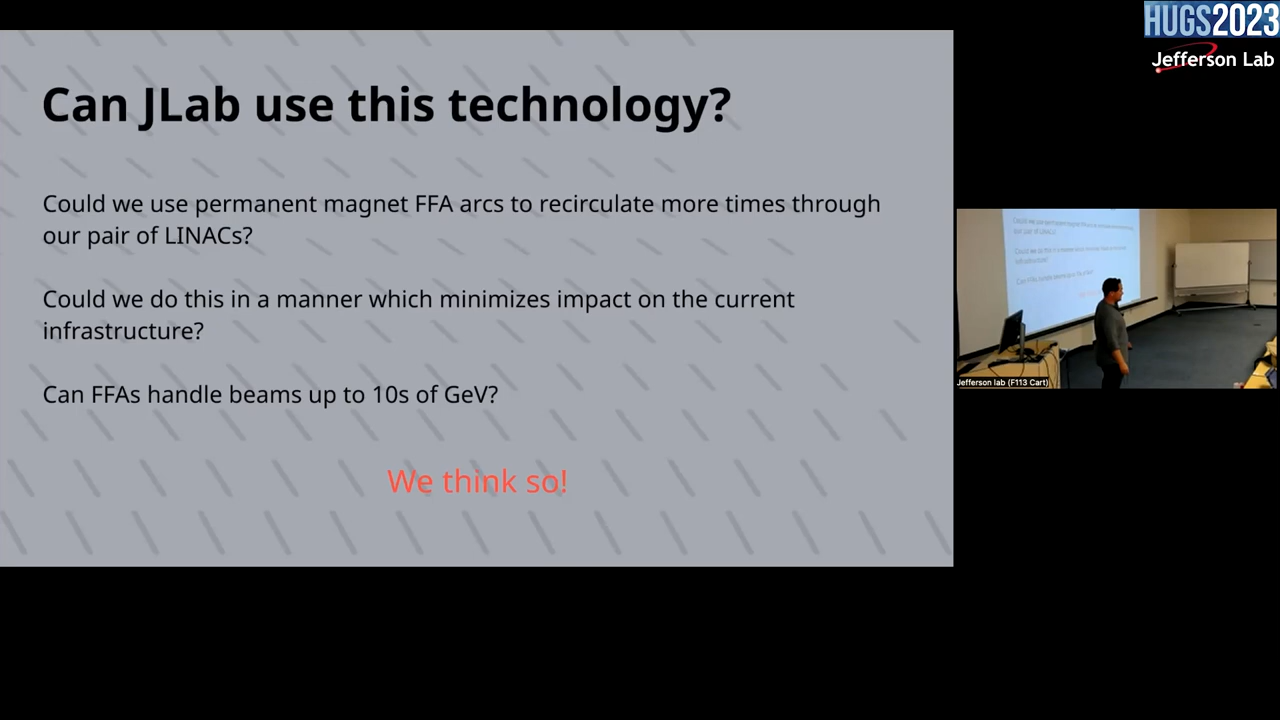 HUGS2023
Jefferson Lab
Can JLab use this technology?
Could we use permanent magnet FFA arcs to recirculate more times through
our pair of LINACs?
Could we do this in a manner which minimizes impact on the current
infrastructure?
Can FFAs handle beams up to 10s of GeV?
We think so!
Jefferson lab (F113 Cart)